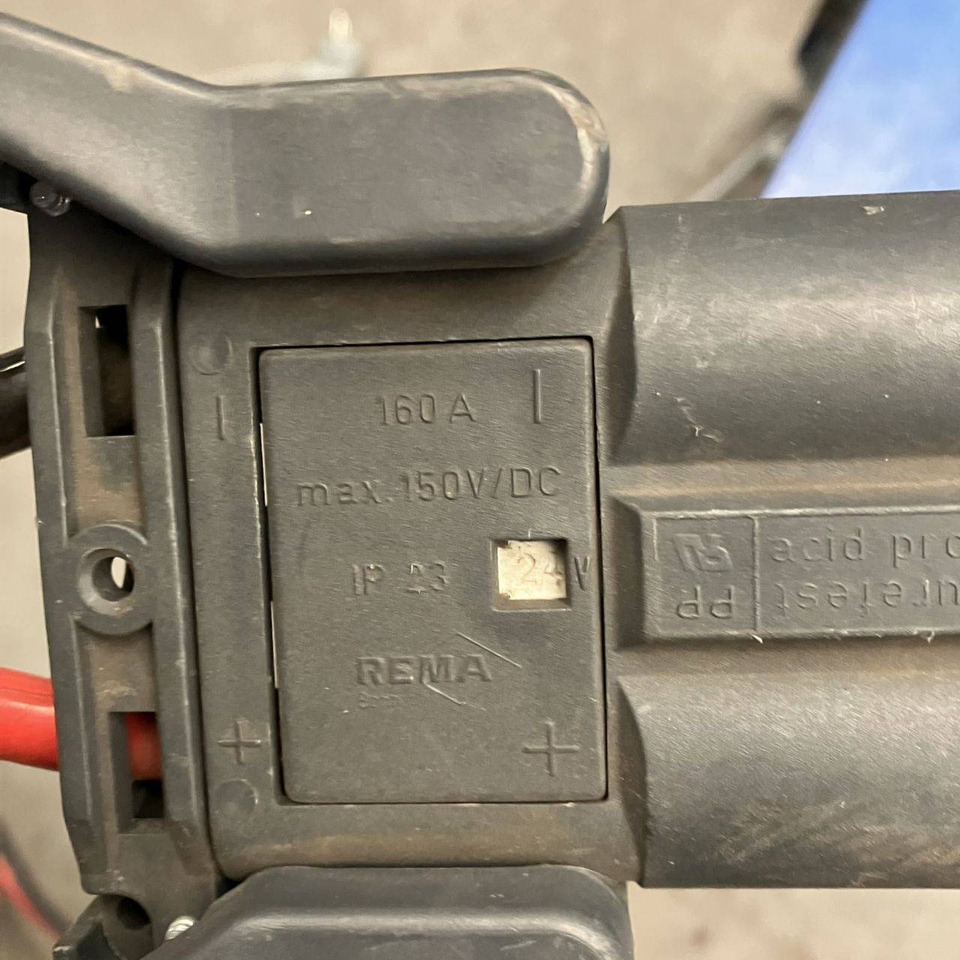 160 A
max. 150V/DC
IP 23
24 V
REMA
acid pro
PP